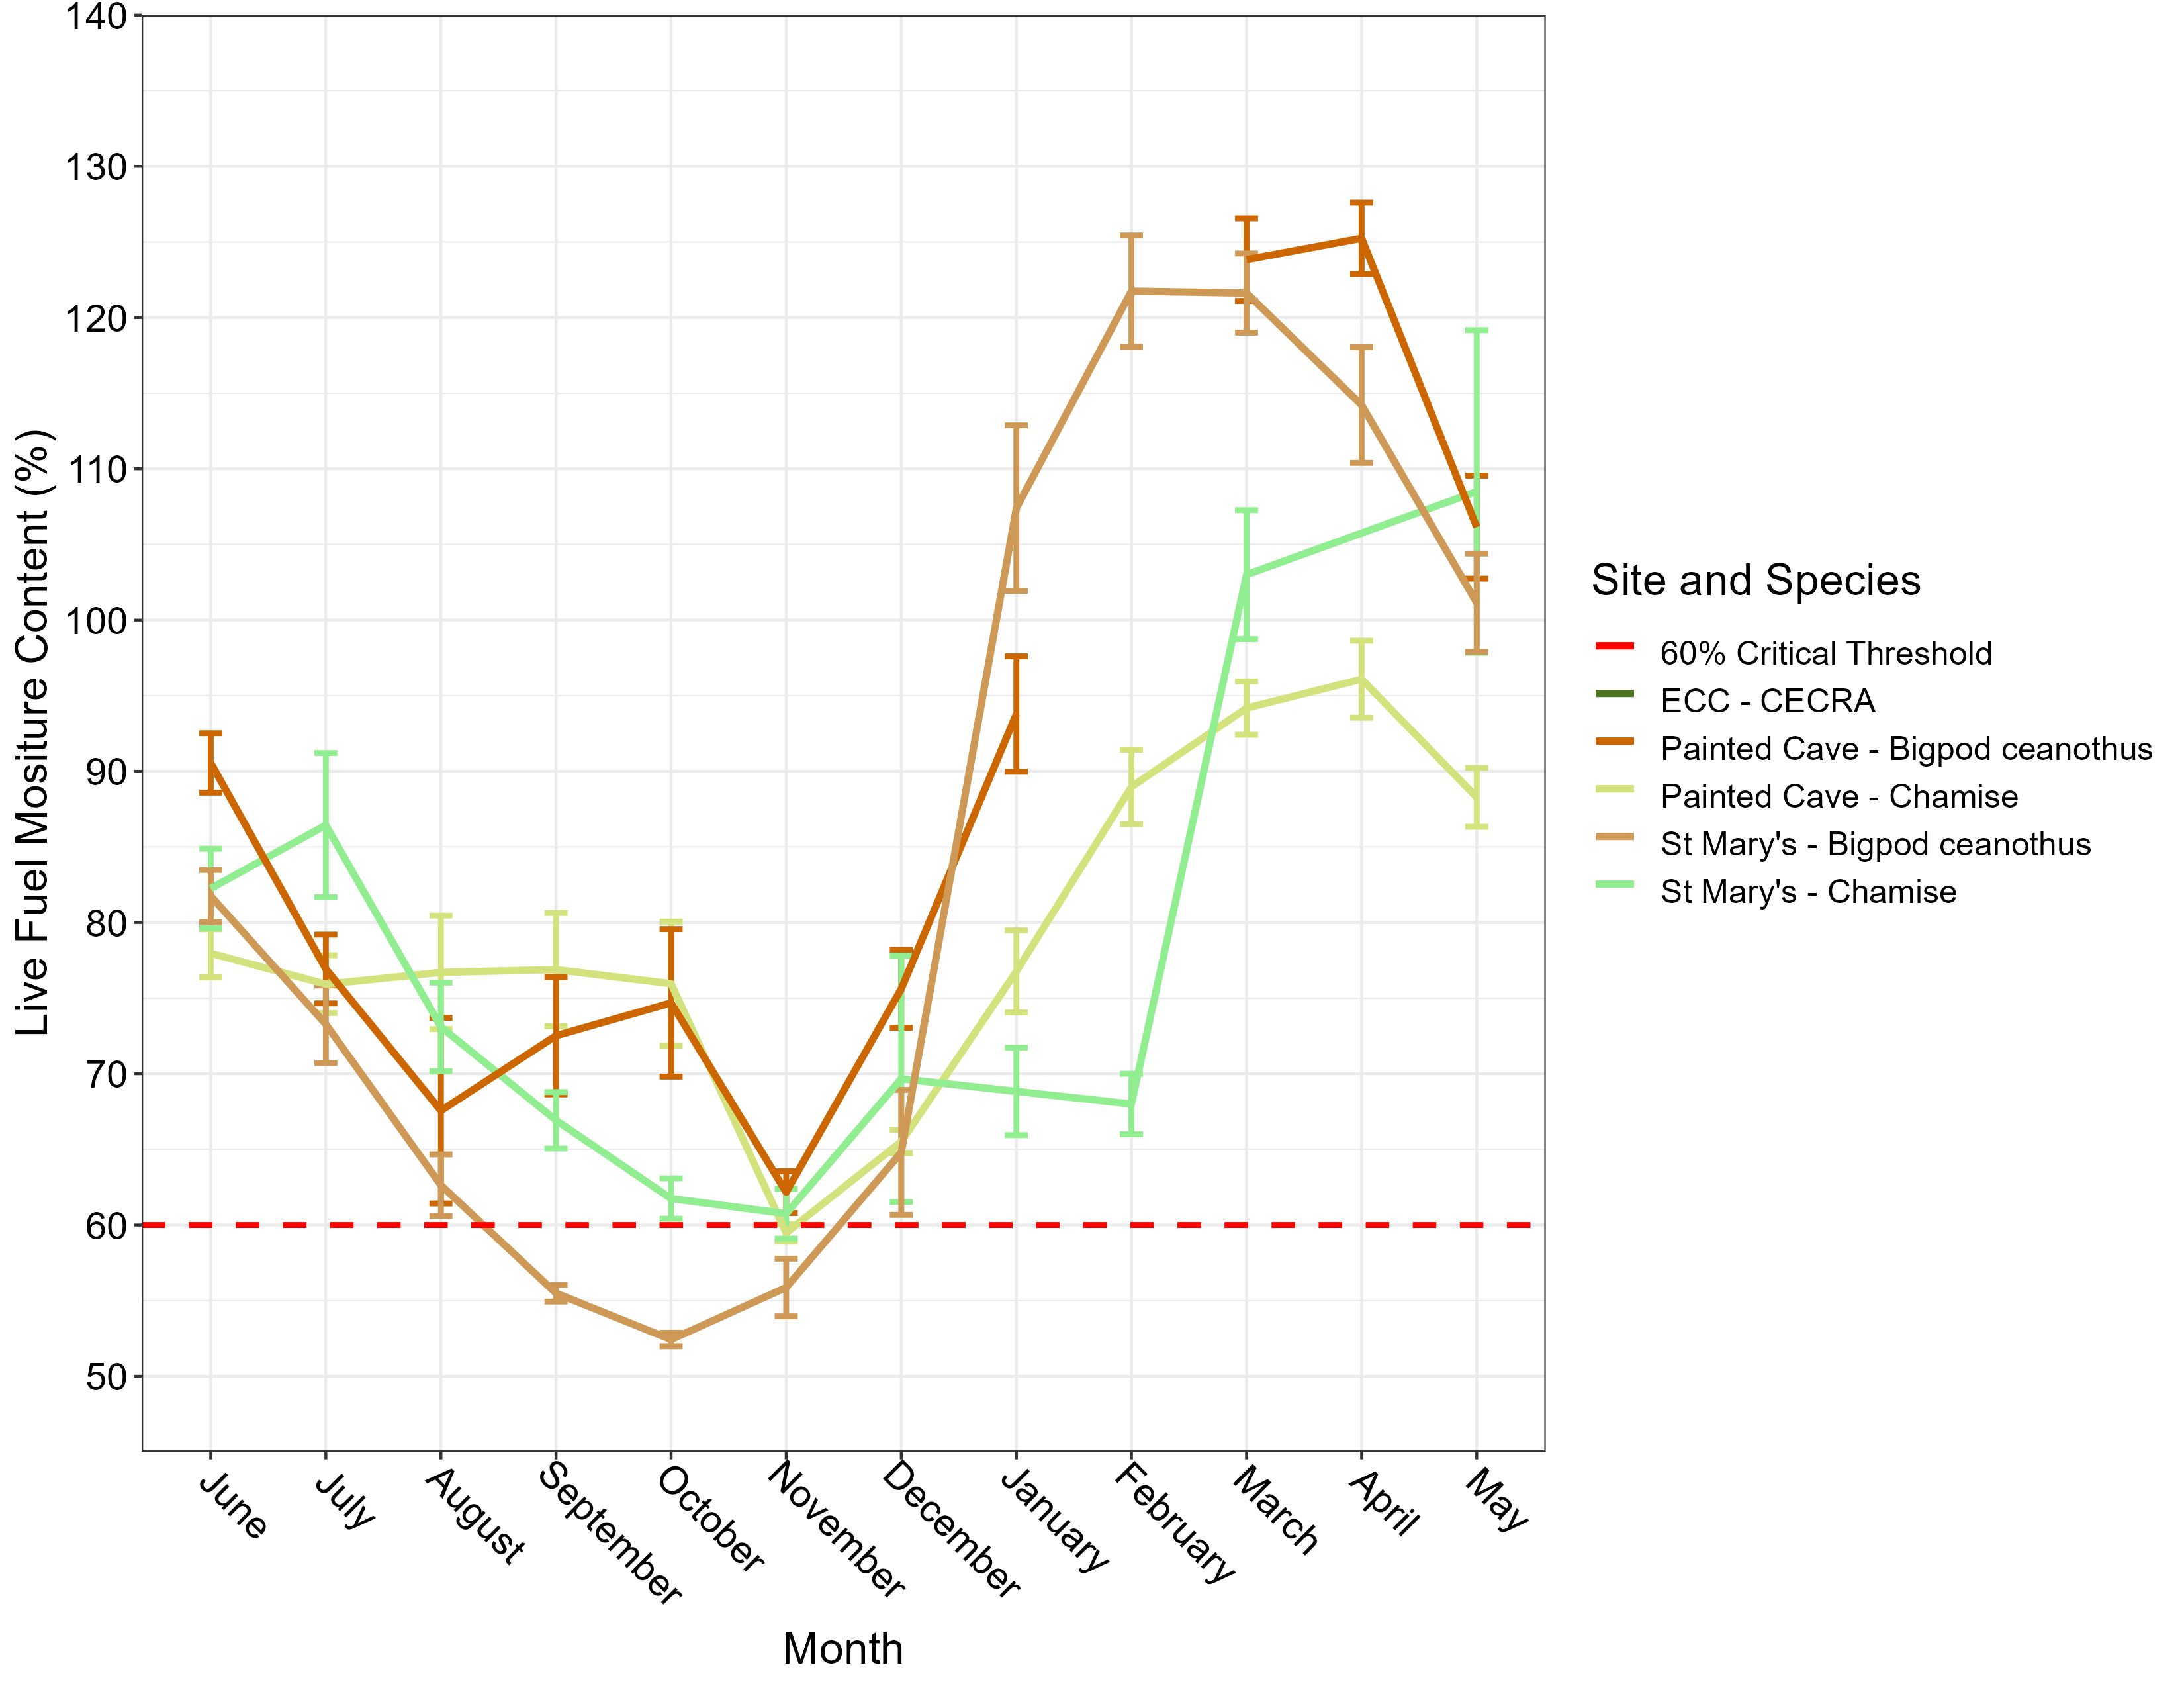 140
130
120
110
100
90
80
70
60
50
Live Fuel Mositure Content (%)
June
July
August
September
October
November
December
January
February
March
April
May
Month
Site and Species
60% Critical Threshold
ECC - CECRA
Painted Cave - Bigpod ceanothus
Painted Cave - Chamise
St Mary's - Bigpod ceanothus
St Mary's - Chamise